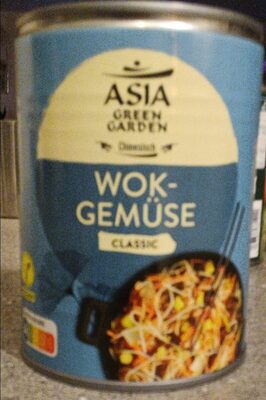 ASIA
GREEN
GARDEN
Chinesisch
WOK-
GEMÜSE
CLASSIC